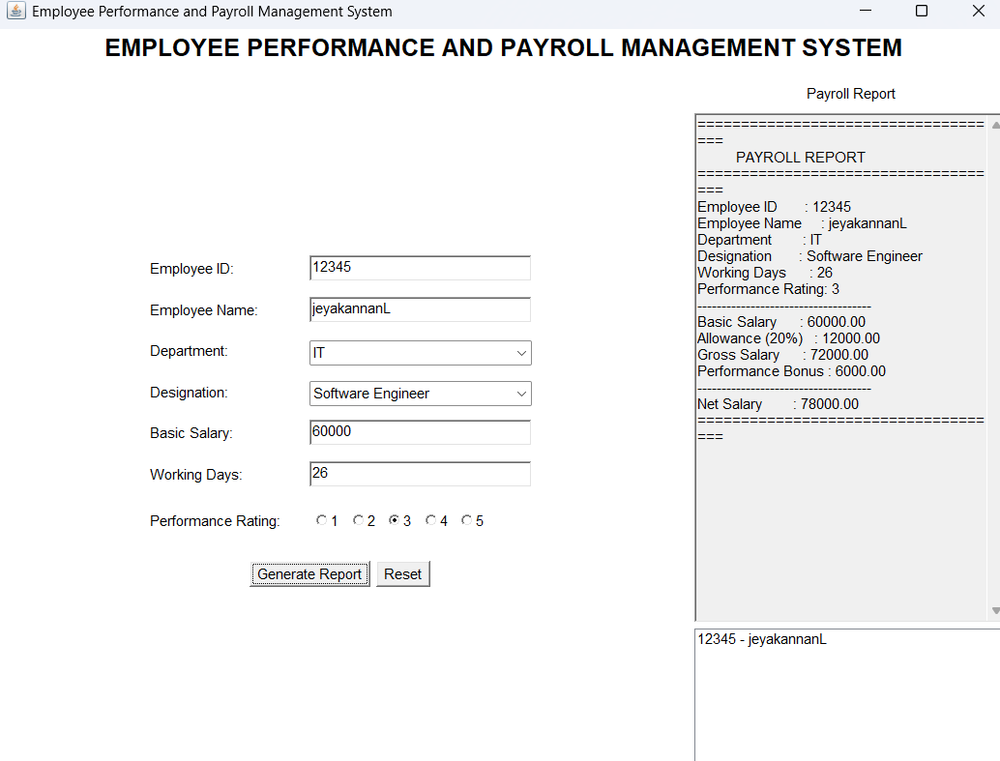 Employee Performance and Payroll Management System
EMPLOYEE PERFORMANCE AND PAYROLL MANAGEMENT SYSTEM
Employee ID: 12345
Employee Name: jeyakannanL
Department: IT
Designation: Software Engineer
Basic Salary: 60000
Working Days: 26
Performance Rating: 1 2 3 4 5
Generate Report Reset
Payroll Report
=================================
===
PAYROLL REPORT
=================================
===
Employee ID : 12345
Employee Name : jeyakannanL
Department : IT
Designation : Software Engineer
Working Days : 26
Performance Rating: 3
------------------------------------
Basic Salary : 60000.00
Allowance (20%) : 12000.00
Gross Salary : 72000.00
Performance Bonus : 6000.00
------------------------------------
Net Salary : 78000.00
=================================
===
12345 - jeyakannanL